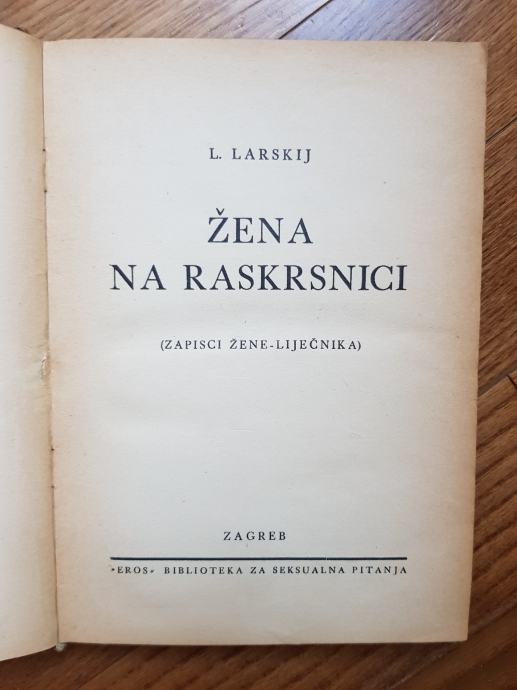 L. LARSKIJ
ŽENA
NA RASKRSNICI
(ZAPISCI ŽENE-LIJEČNIKA)
ZAGREB
»EROS« BIBLIOTEKA ZA SEKSUALNA PITANJA